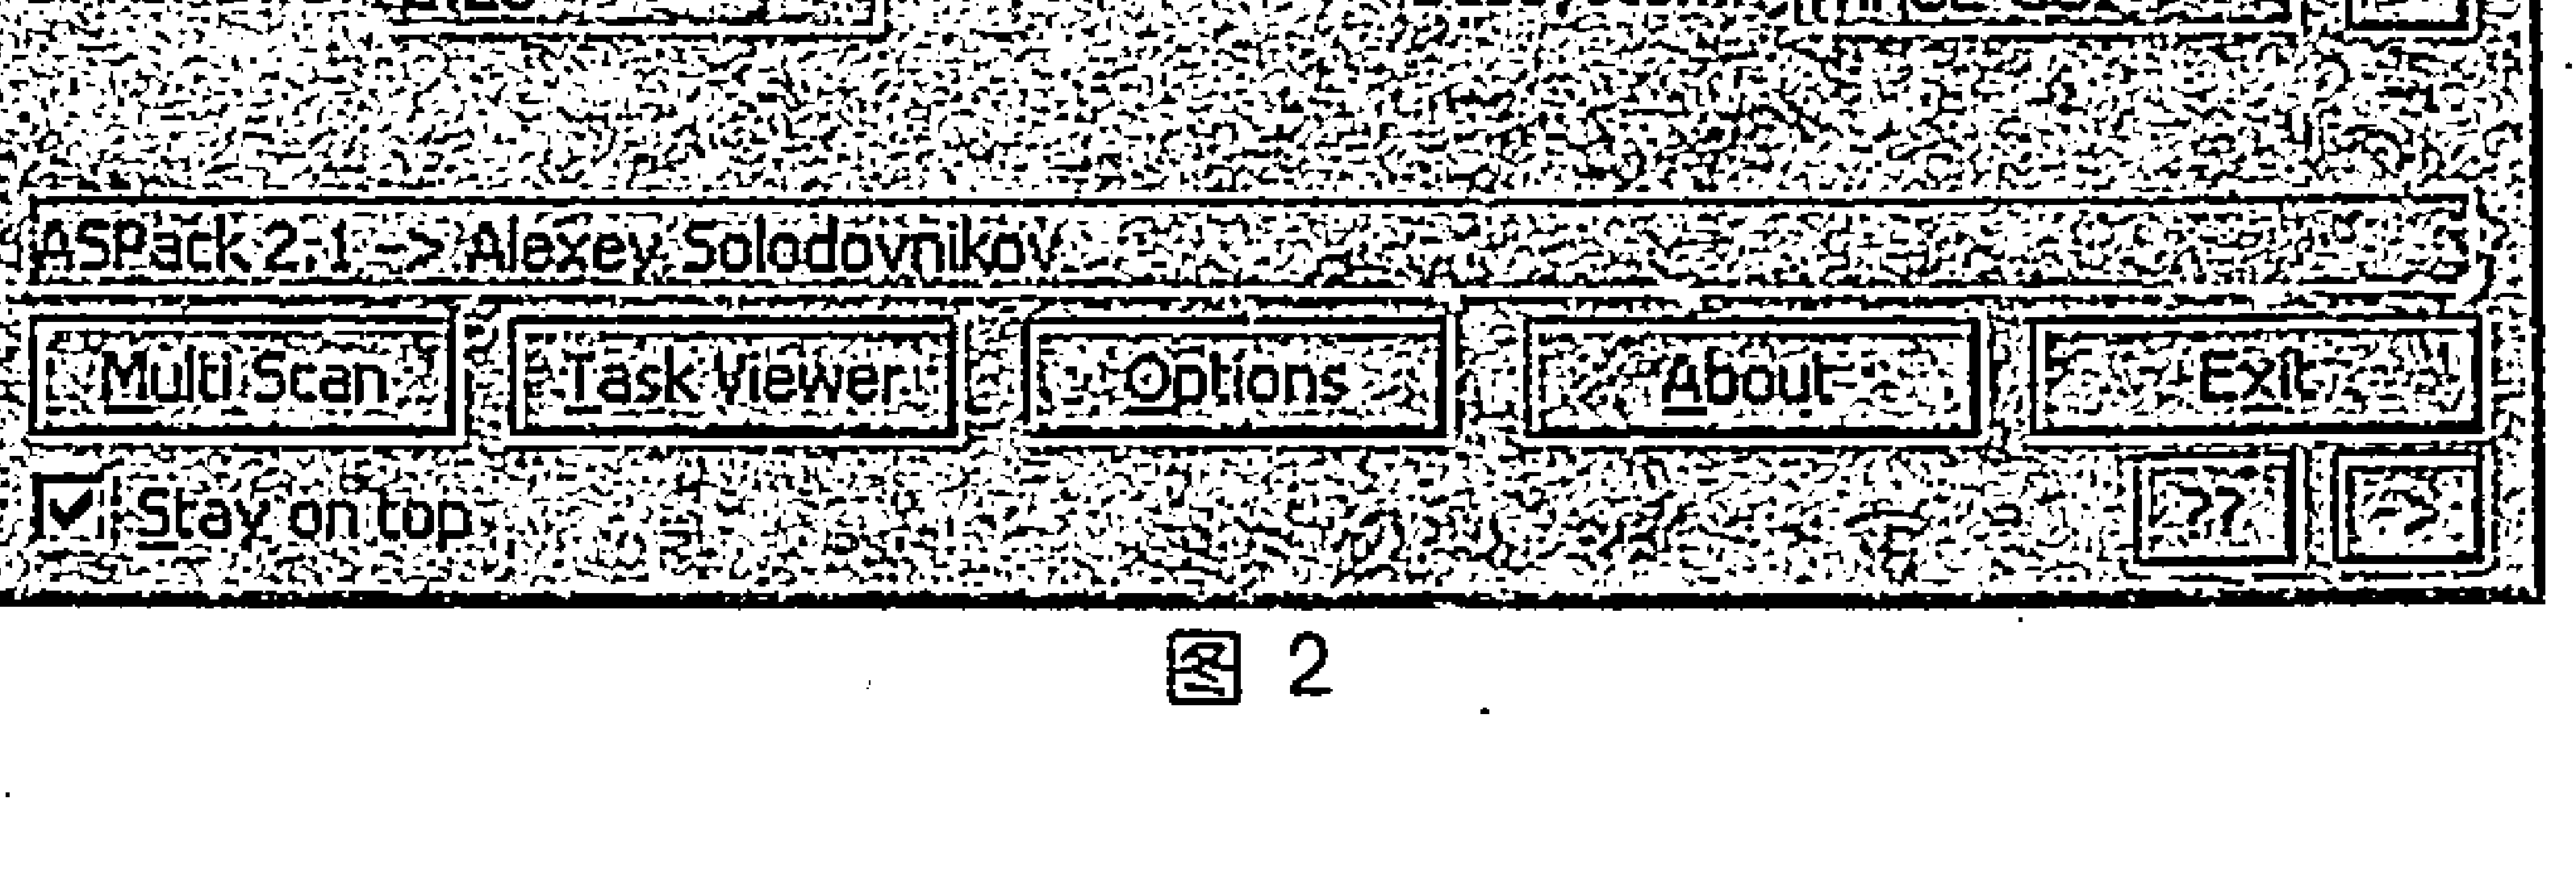 ASPack 2.1 -> Alexey Solodovnikov
Multi Scan Task Viewer Options About Exit
Stay on top ?? ->
图 2